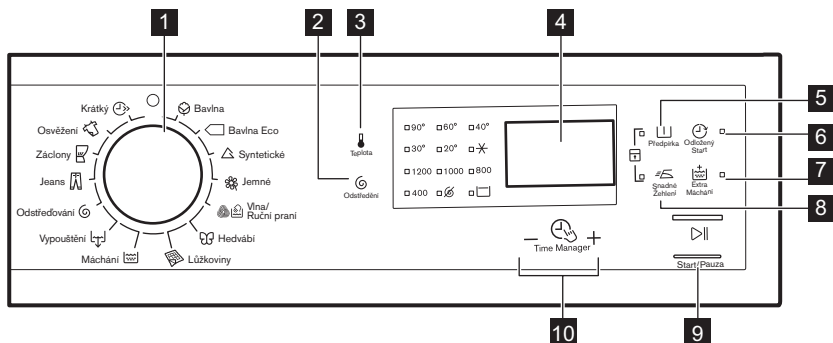 1
2
3
4
5
6
7
8
9
10
Krátký
Osvěžení
Záclony
Jeans
Odstřeďování
Vypouštění
Máchání
Bavlna
Bavlna Eco
Syntetické
Jemné
Vlna/
Ruční praní
Hedvábí
Lůžkoviny
Teplota
Odstředění
90° 60° 40°
30° 20°
1200 1000 800
400
Předpírka
Odložený
Start
Snadné
Žehlení
Extra
Máchání
Time Manager
Start/Pauza